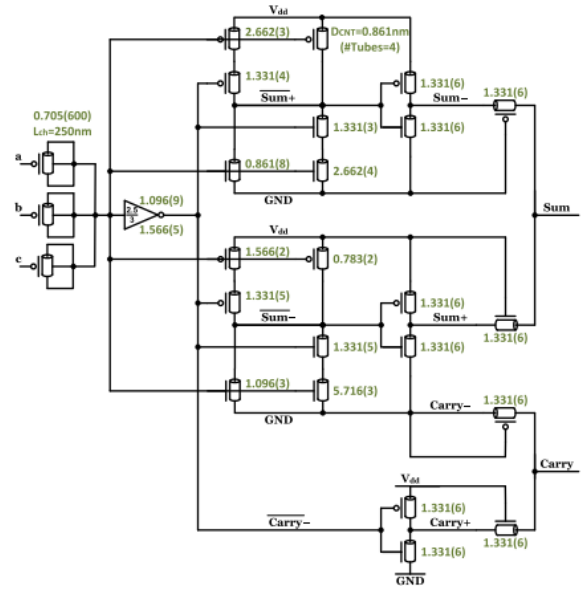 Vdd
2.662(3)
DCNT=0.861nm
(#Tubes=4)
1.331(4)
1.331(6)
1.331(6)
Sum+
Sum-
0.705(600)
Lch=250nm
1.331(3)
1.331(6)
a
0.861(8)
2.662(4)
GND
b
2.5
3
1.096(9)
1.566(5)
Sum
c
Vdd
1.566(2)
0.783(2)
1.331(5)
1.331(6)
Sum-
Sum+
1.331(5)
1.331(6)
1.331(6)
1.096(3)
5.716(3)
1.331(6)
Carry-
GND
Carry
Vdd
1.331(6)
Carry-
Carry+
1.331(6)
1.331(6)
GND